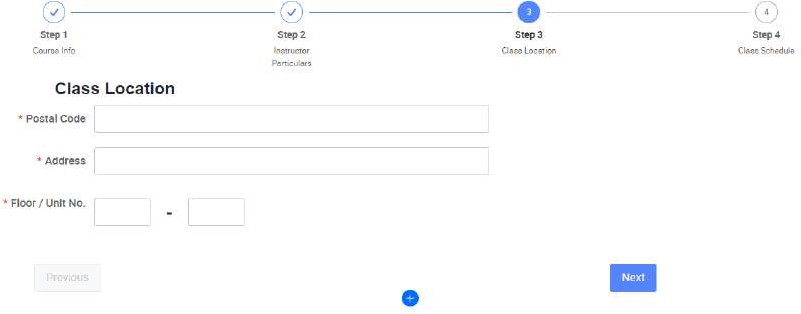 3
4
Step 1
Step 2
Step 3
Step 4
Course Info
Instructor
Particulars
Class Location
Class Schedule
Class Location
* Postal Code
* Address
* Floor / Unit No.
-
Previous
Next